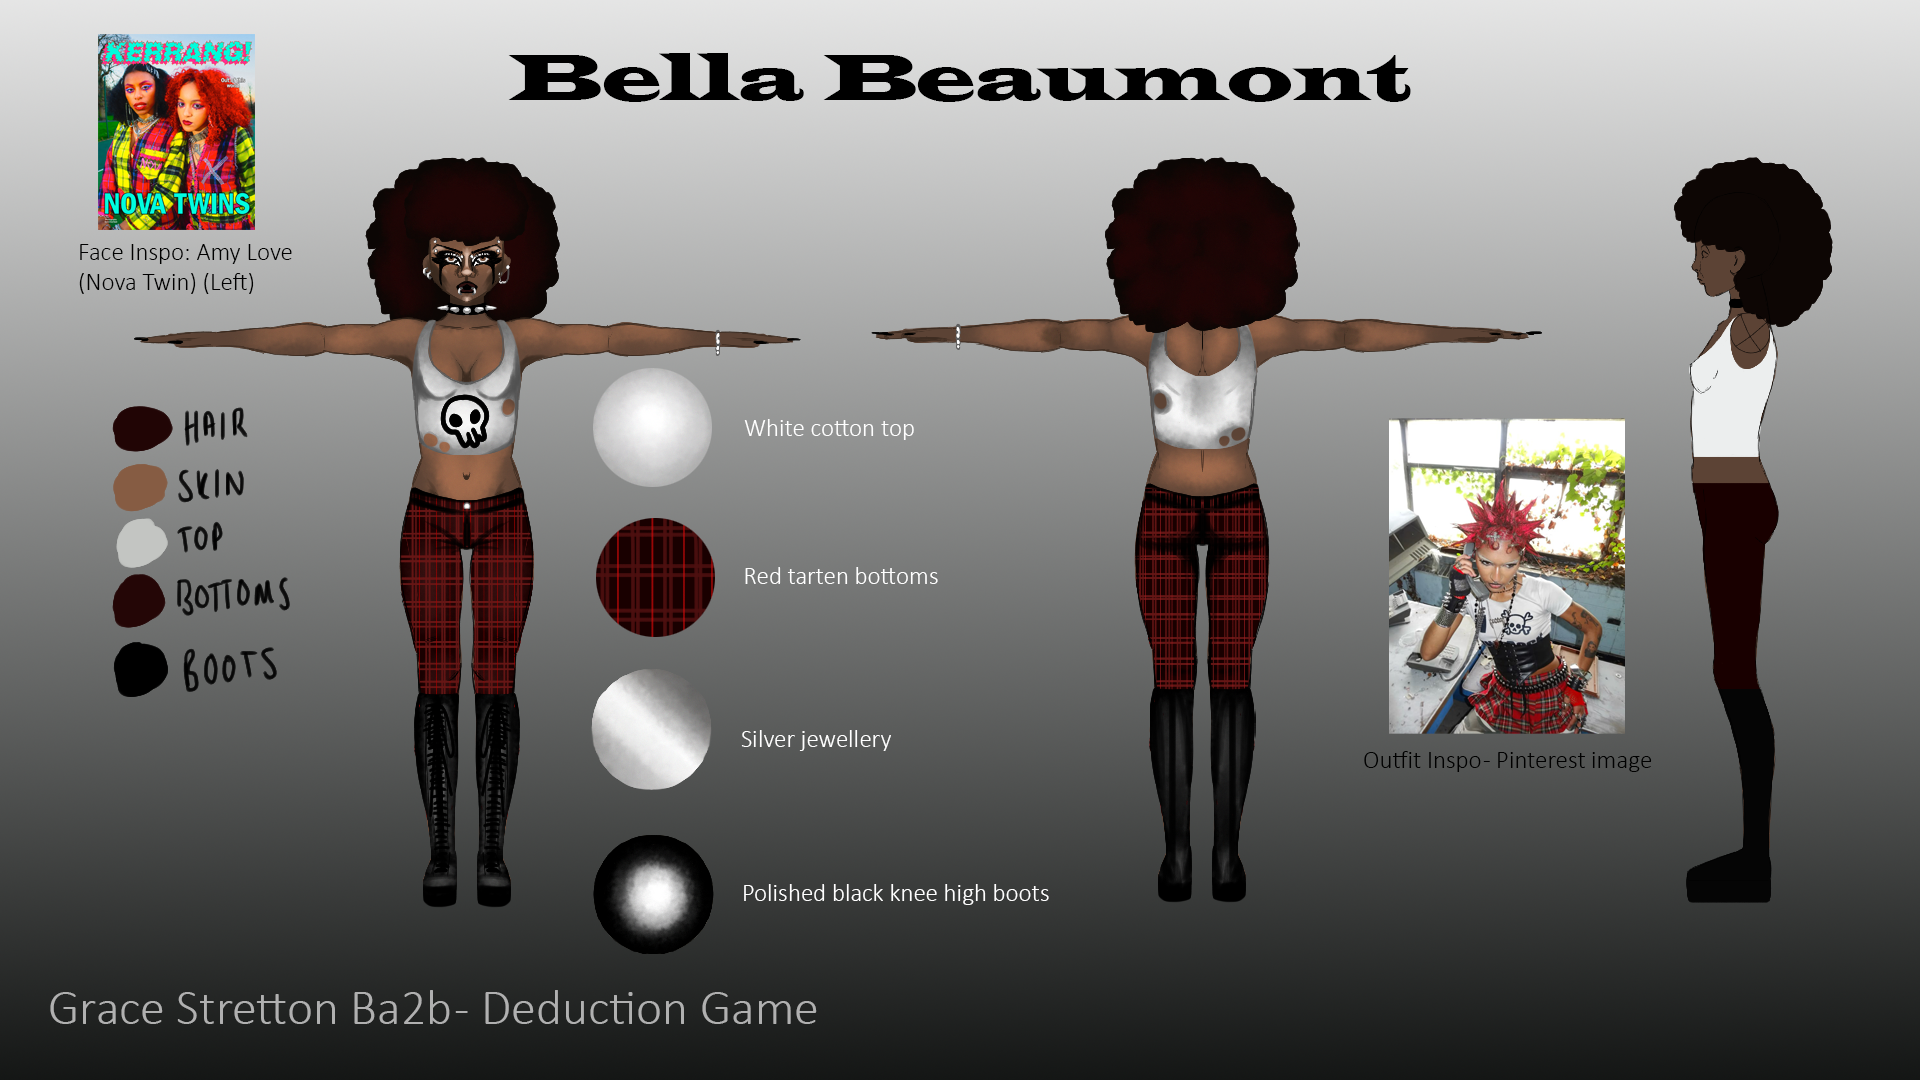 Bella Beaumont
KERRANG!
NOVA TWINS
Face Inspo: Amy Love
(Nova Twin) (Left)
HAIR
SKIN
TOP
BOTTOMS
BOOTS
White cotton top
Red tarten bottoms
Silver jewellery
Polished black knee high boots
Outfit Inspo- Pinterest image
Grace Stretton Ba2b- Deduction Game